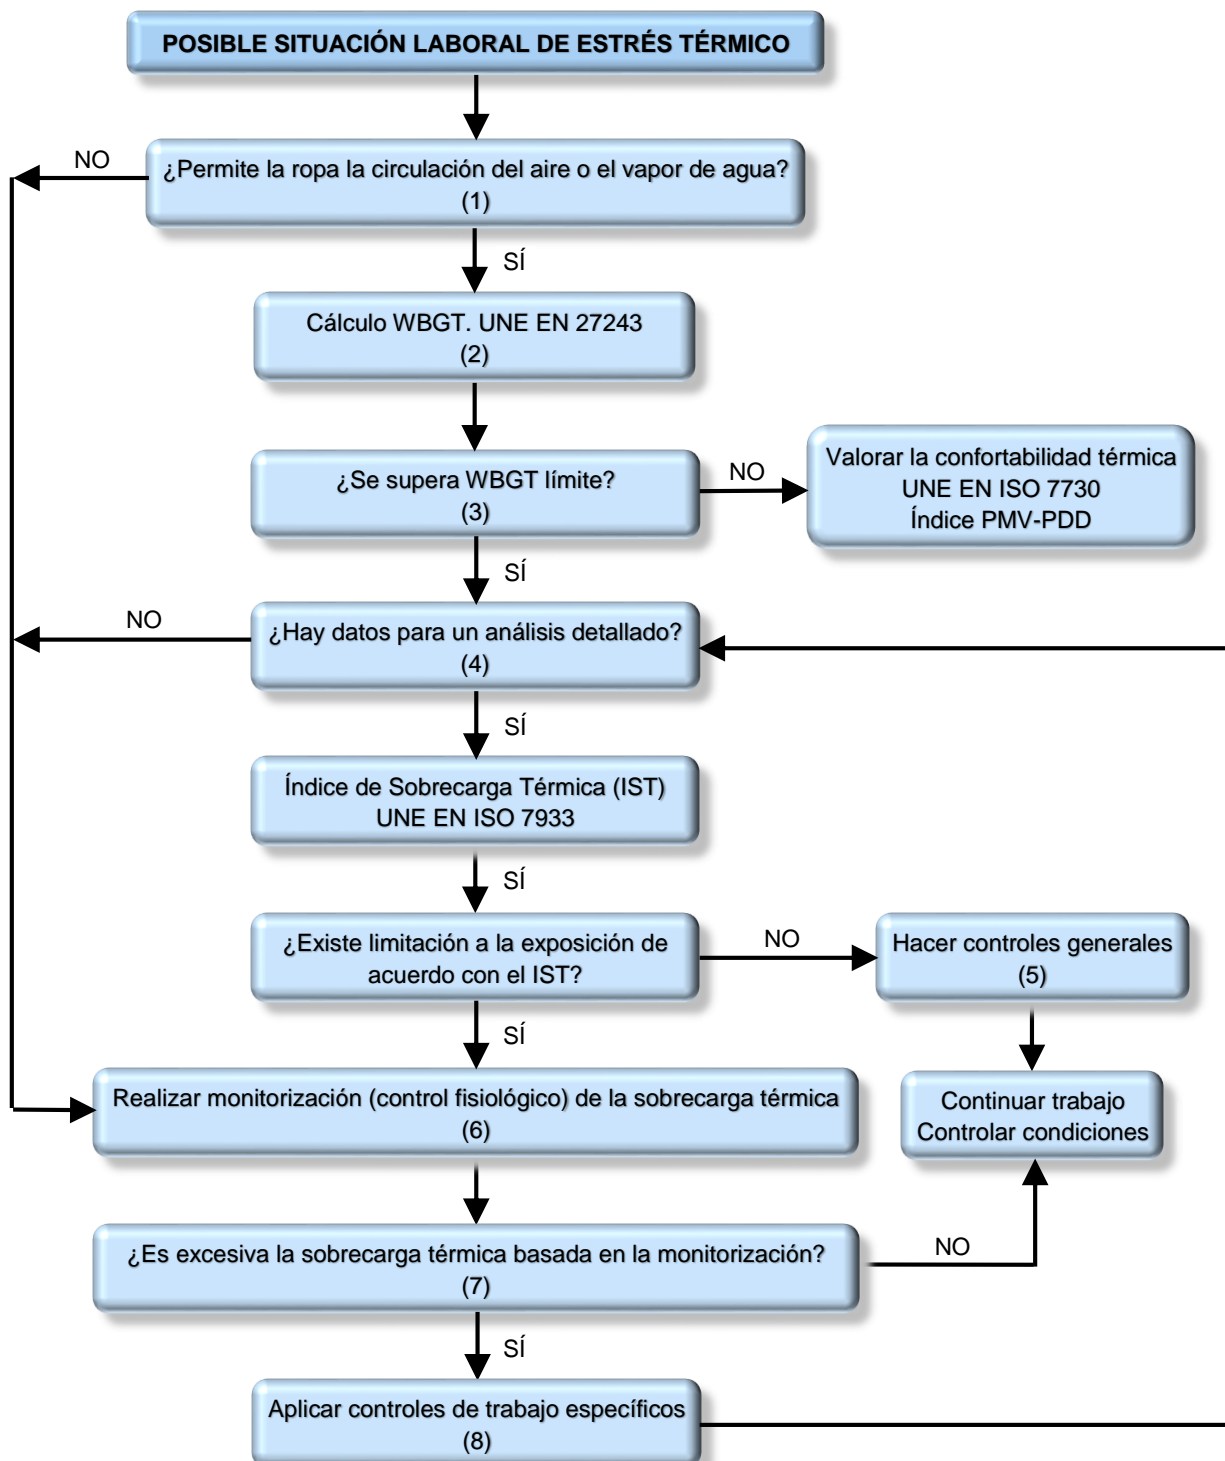 POSIBLE SITUACIÓN LABORAL DE ESTRÉS TÉRMICO
NO
¿Permite la ropa la circulación del aire o el vapor de agua?
(1)
SÍ
Cálculo WBGT. UNE EN 27243
(2)
¿Se supera WBGT límite?
(3)
NO
Valorar la confortabilidad térmica
UNE EN ISO 7730
Índice PMV-PDD
SÍ
NO
¿Hay datos para un análisis detallado?
(4)
SÍ
Índice de Sobrecarga Térmica (IST)
UNE EN ISO 7933
SÍ
¿Existe limitación a la exposición de
acuerdo con el IST?
NO
Hacer controles generales
(5)
SÍ
Realizar monitorización (control fisiológico) de la sobrecarga térmica
(6)
Continuar trabajo
Controlar condiciones
¿Es excesiva la sobrecarga térmica basada en la monitorización?
(7)
NO
SÍ
Aplicar controles de trabajo específicos
(8)